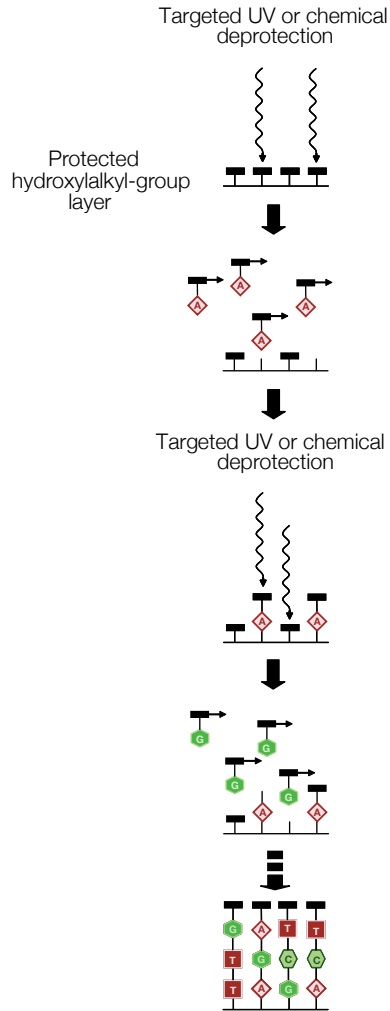 Targeted UV or chemical
deprotection
Protected
hydroxylalkyl-group
layer
A
A
A
A
Targeted UV or chemical
deprotection
A A
G
G
G
G
A A
G A T T
T G C C
T A G A